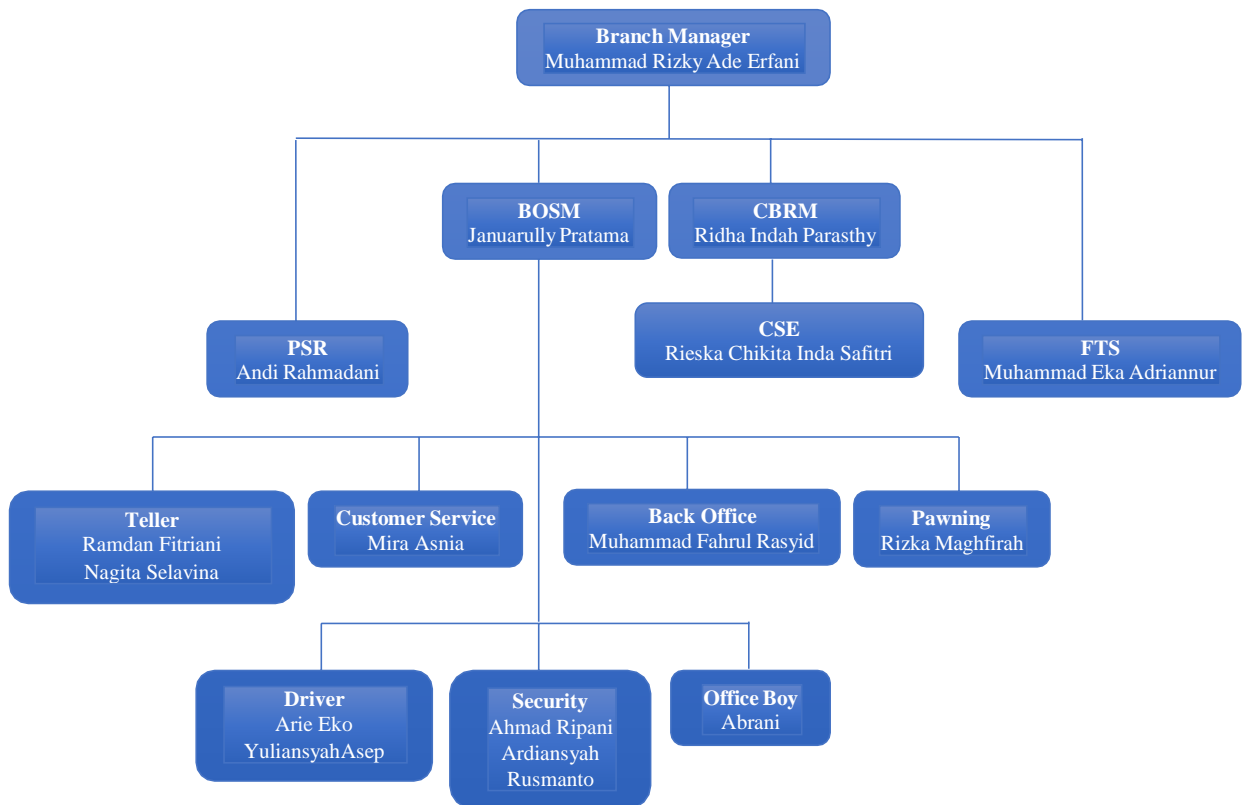 Branch Manager
Muhammad Rizky Ade Erfani
BOSM
Januarully Pratama
CBRM
Ridha Indah Parasthy
PSR
Andi Rahmadani
CSE
Rieska Chikita Inda Safitri
FTS
Muhammad Eka Adriannur
Teller
Ramdan Fitriani
Nagita Selavina
Customer Service
Mira Asnia
Back Office
Muhammad Fahrul Rasyid
Pawning
Rizka Maghfirah
Driver
Arie Eko
YuliansyahAsep
Security
Ahmad Ripani
Ardiansyah
Rusmanto
Office Boy
Abrani